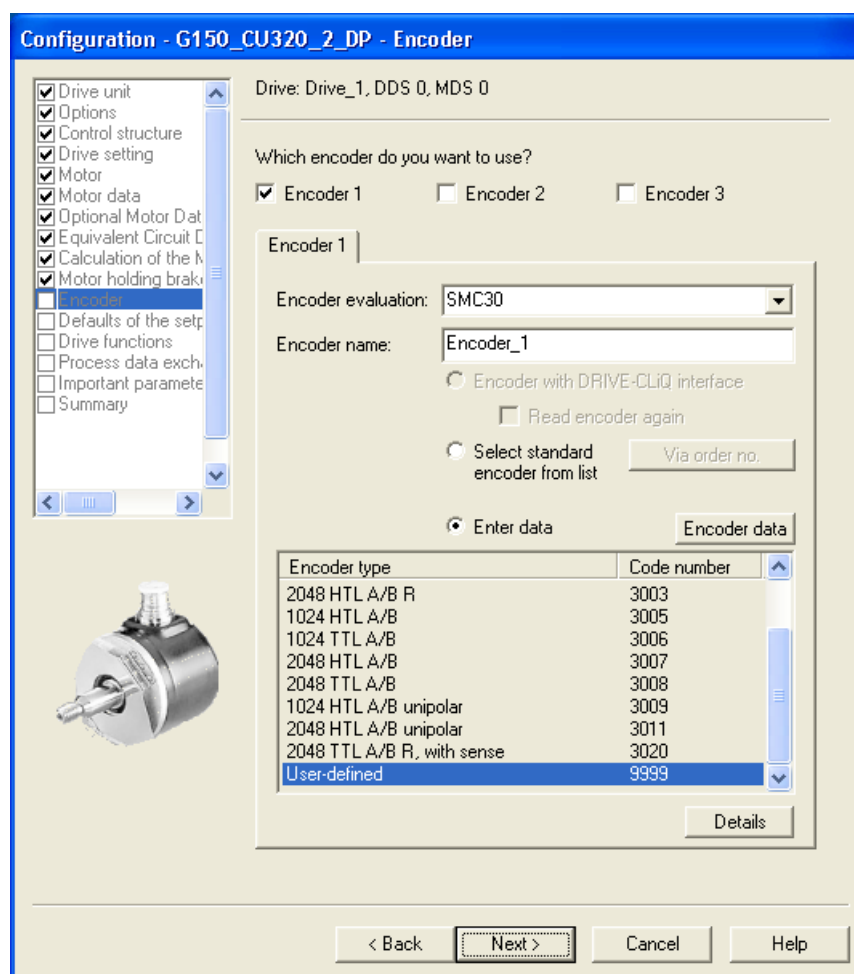 Configuration - G150_CU320_2_DP - Encoder
Drive unit
Options
Control structure
Drive setting
Motor
Motor data
Optional Motor Dat
Equivalent Circuit D
Calculation of the M
Motor holding brak
Encoder
Defaults of the setp
Drive functions
Process data exch
Important paramete
Summary
Drive: Drive_1, DDS 0, MDS 0
Which encoder do you want to use?
Encoder 1 Encoder 2 Encoder 3
Encoder 1
Encoder evaluation: SMC30
Encoder name: Encoder_1
Encoder with DRIVE-CLiQ interface
Read encoder again
Select standard Via order no.
encoder from list
Enter data Encoder data
Encoder type Code number
2048 HTL A/B R 3003
1024 HTL A/B 3005
1024 TTL A/B 3006
2048 HTL A/B 3007
2048 TTL A/B 3008
1024 HTL A/B unipolar 3009
2048 HTL A/B unipolar 3011
2048 TTL A/B R, with sense 3020
User-defined 9999
Details
< Back Next > Cancel Help